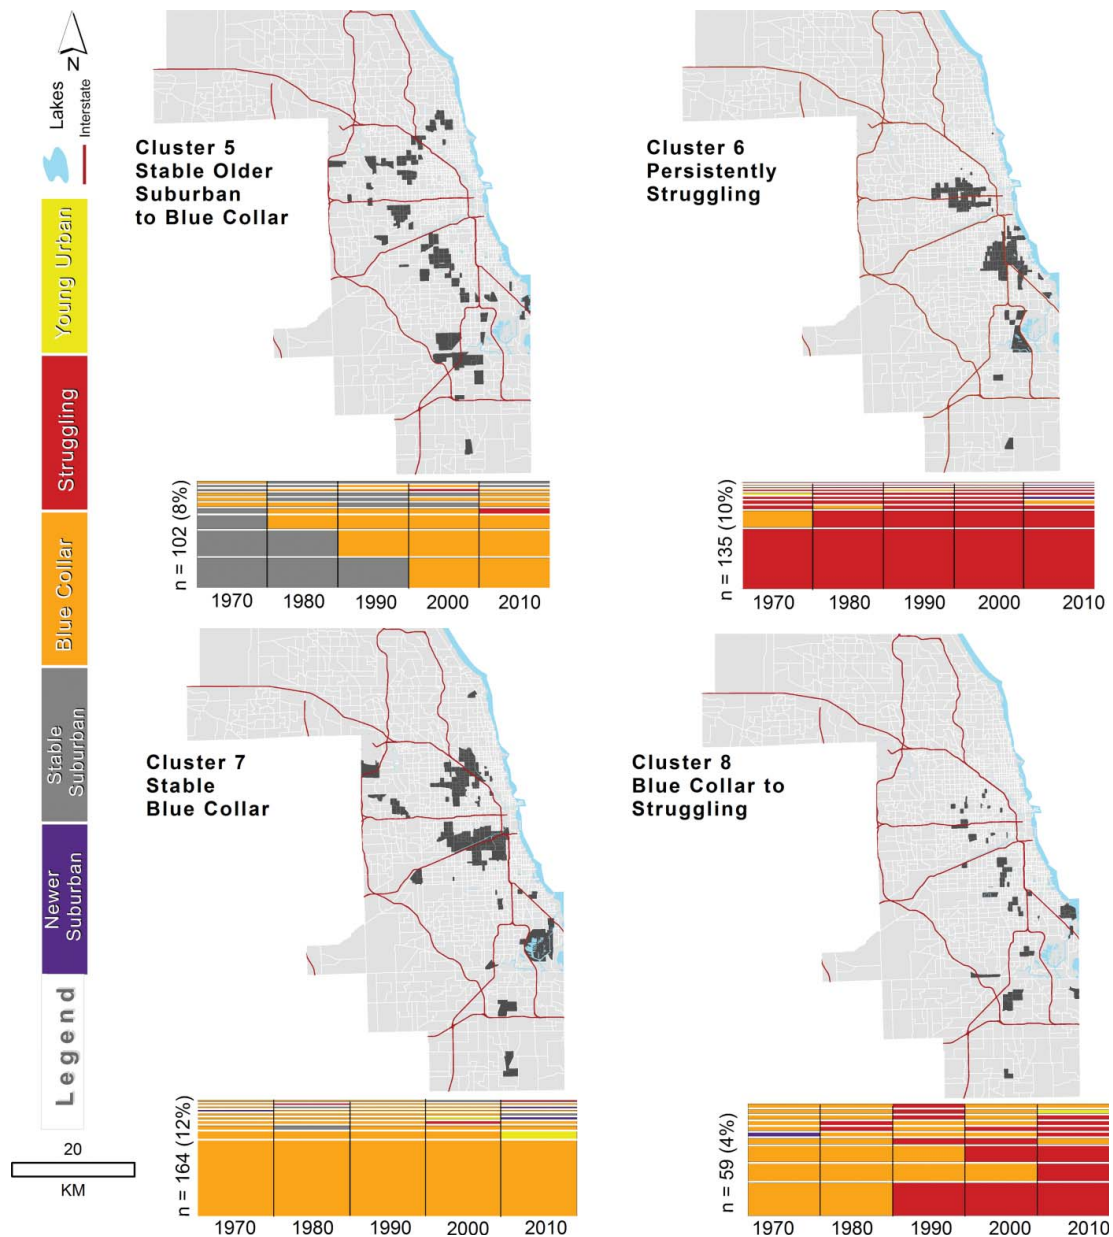 N
Lakes
Interstate
Young Urban
Struggling
Blue Collar
Stable
Suburban
Newer
Suburban
Legend
20
KM
Cluster 5
Stable Older
Suburban
to Blue Collar
n = 102 (8%)
1970 1980 1990 2000 2010
Cluster 6
Persistently
Struggling
n = 135 (10%)
1970 1980 1990 2000 2010
Cluster 7
Stable
Blue Collar
n = 164 (12%)
1970 1980 1990 2000 2010
Cluster 8
Blue Collar to
Struggling
n = 59 (4%)
1970 1980 1990 2000 2010